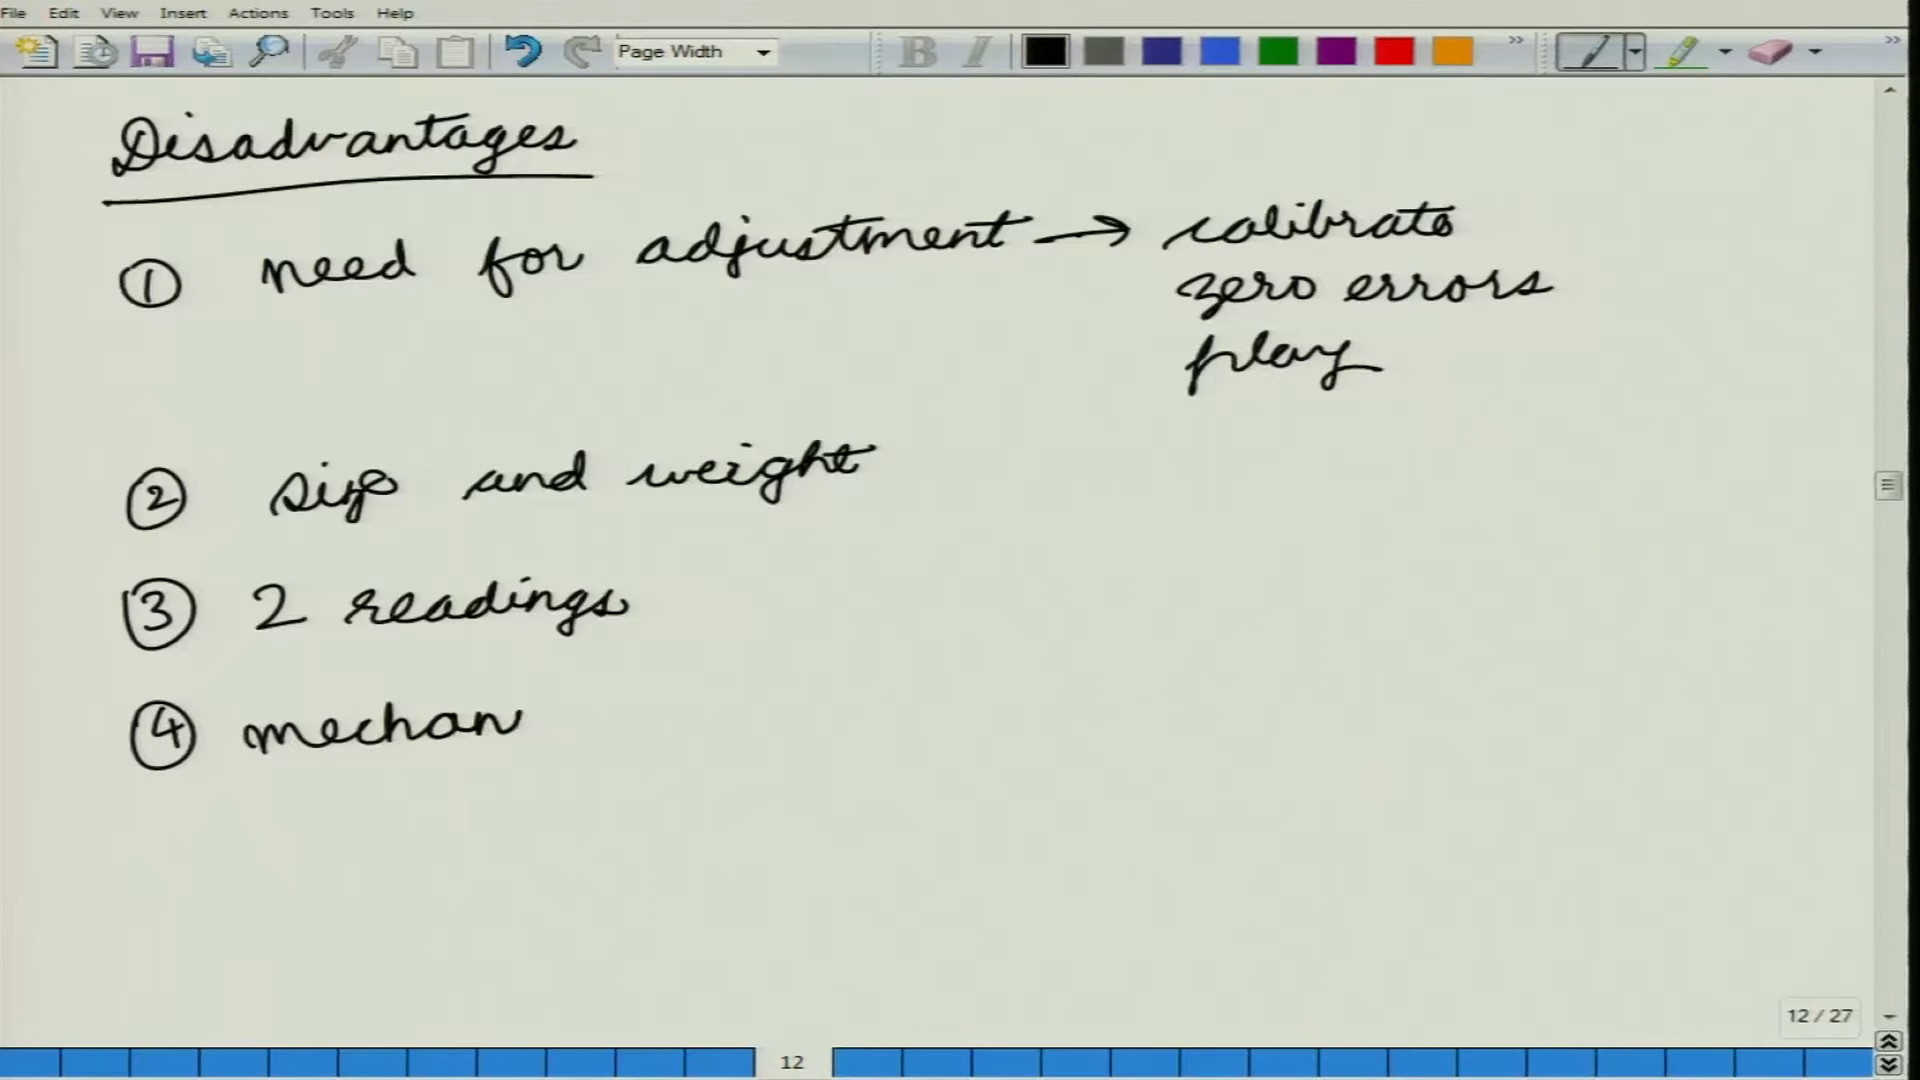 File Edit View Insert Actions Tools Help
Page Width
Disadvantages
① need for adjustment → calibrate
zero errors
play
② size and weight
③ 2 readings
④ mechan
12 / 27
12